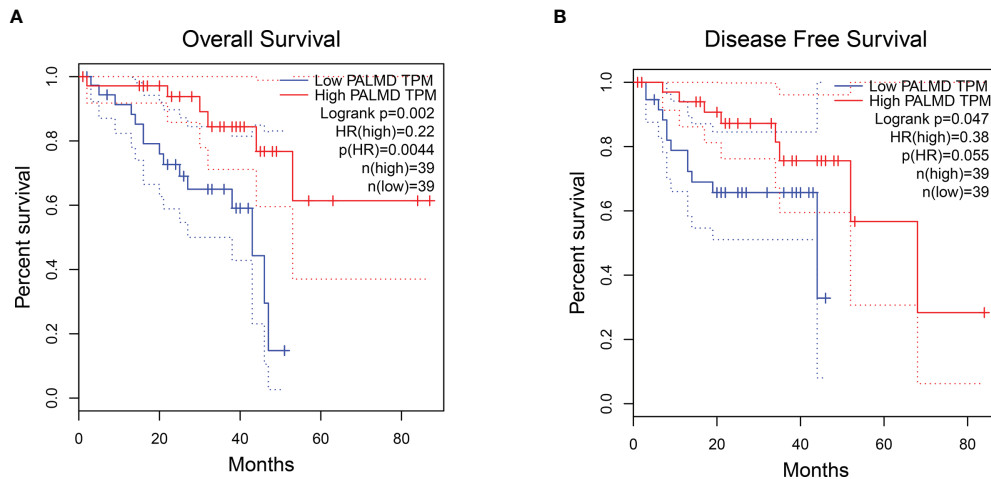 A
Overall Survival
Low PALMD TPM
High PALMD TPM
Logrank p=0.002
HR(high)=0.22
p(HR)=0.0044
n(high)=39
n(low)=39
Percent survival
1.0
0.8
0.6
0.4
0.2
0.0
0 20 40 60 80
Months
B
Disease Free Survival
Low PALMD TPM
High PALMD TPM
Logrank p=0.047
HR(high)=0.38
p(HR)=0.055
n(high)=39
n(low)=39
Percent survival
1.0
0.8
0.6
0.4
0.2
0.0
0 20 40 60 80
Months